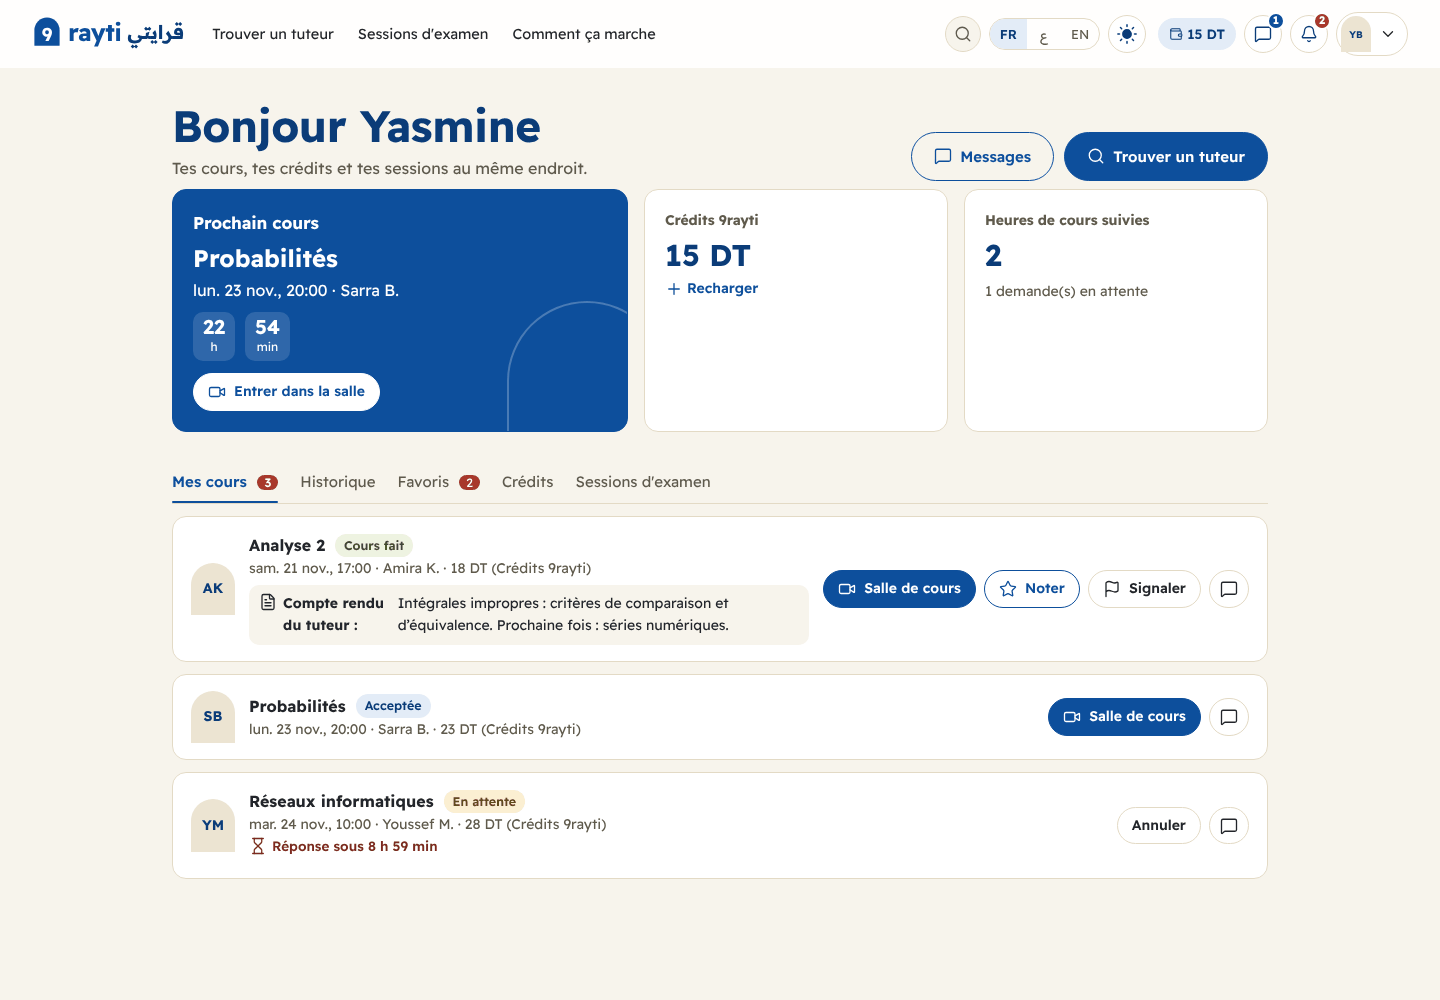 9 rayti قرايتي
Trouver un tuteur
Sessions d'examen
Comment ça marche
FR
ع
EN
15 DT
1
2
YB
Bonjour Yasmine
Tes cours, tes crédits et tes sessions au même endroit.
Messages
Trouver un tuteur
Prochain cours
Probabilités
lun. 23 nov., 20:00 · Sarra B.
22 h
54 min
Entrer dans la salle
Crédits 9rayti
15 DT
Recharger
Heures de cours suivies
2
1 demande(s) en attente
Mes cours 3
Historique
Favoris 2
Crédits
Sessions d'examen
AK
Analyse 2 Cours fait
sam. 21 nov., 17:00 · Amira K. · 18 DT (Crédits 9rayti)
Compte rendu
du tuteur :
Intégrales impropres : critères de comparaison et
d’équivalence. Prochaine fois : séries numériques.
Salle de cours
Noter
Signaler
SB
Probabilités Acceptée
lun. 23 nov., 20:00 · Sarra B. · 23 DT (Crédits 9rayti)
Salle de cours
YM
Réseaux informatiques En attente
mar. 24 nov., 10:00 · Youssef M. · 28 DT (Crédits 9rayti)
Réponse sous 8 h 59 min
Annuler